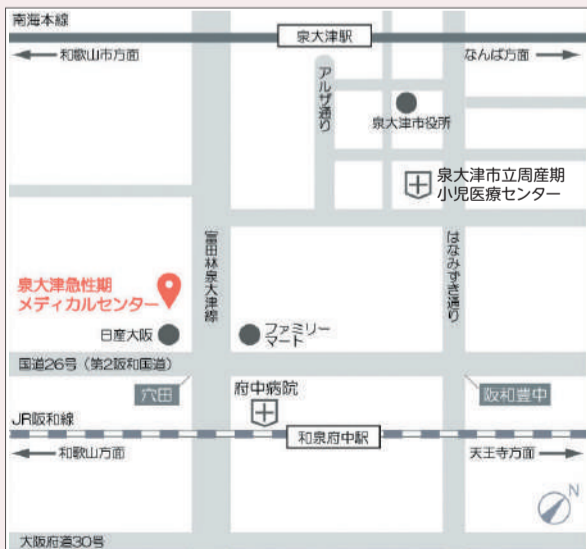 南海本線
泉大津駅
和歌山市方面
なんば方面
アルザ通り
泉大津市役所
泉大津市立周産期
小児医療センター
富田林泉大津線
はなみずき通り
泉大津急性期
メディカルセンター
日産大阪
ファミリー
マート
国道26号（第2阪和国道）
穴田
府中病院
阪和豊中
JR阪和線
和泉府中駅
和歌山方面
天王寺方面
N
大阪府道30号